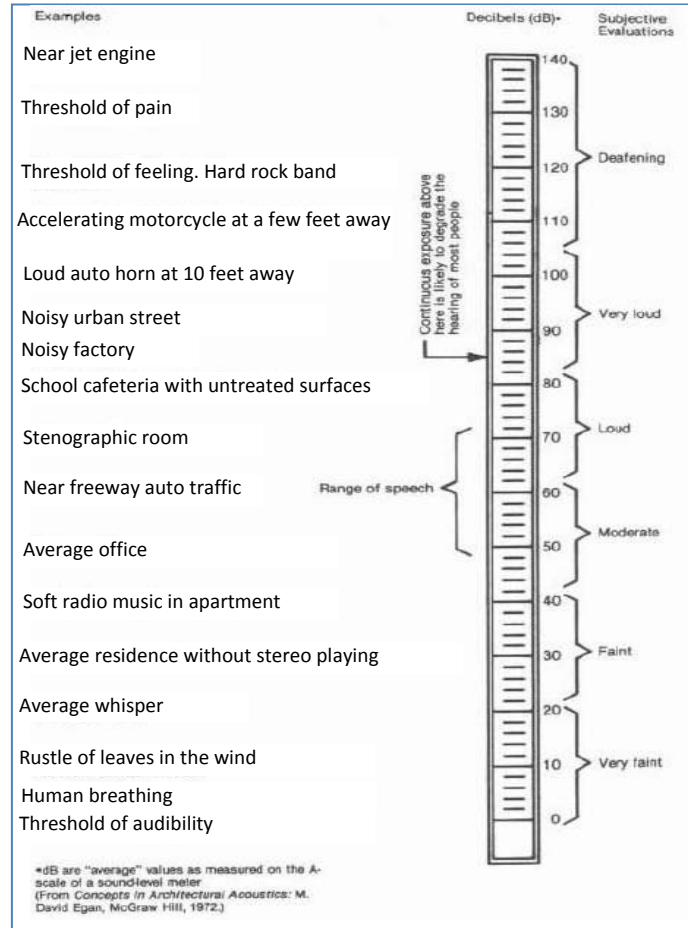 Examples
Decibels (dB)*
Subjective
Evaluations
Near jet engine
140
Threshold of pain
130
Deafening
Threshold of feeling. Hard rock band
120
Accelerating motorcycle at a few feet away
110
Continuous exposure above
here is likely to degrade the
hearing of most people
Loud auto horn at 10 feet away
100
Noisy urban street
Very loud
90
Noisy factory
School cafeteria with untreated surfaces
80
Stenographic room
Loud
70
Near freeway auto traffic
Range of speech
60
Moderate
Average office
50
Soft radio music in apartment
40
Average residence without stereo playing
Faint
30
Average whisper
20
Rustle of leaves in the wind
Very faint
10
Human breathing
Threshold of audibility
0
*dB are "average" values as measured on the A-
scale of a sound-level meter
(From Concepts in Architectural Acoustics: M.
David Egan, McGraw Hill, 1972.)